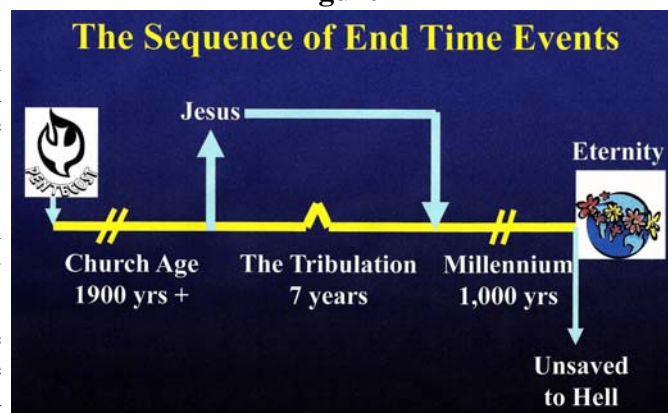 The Sequence of End Time Events
PENTECOST
Jesus
Eternity
Church Age
1900 yrs +
The Tribulation
7 years
Millennium
1,000 yrs
Unsaved
to Hell